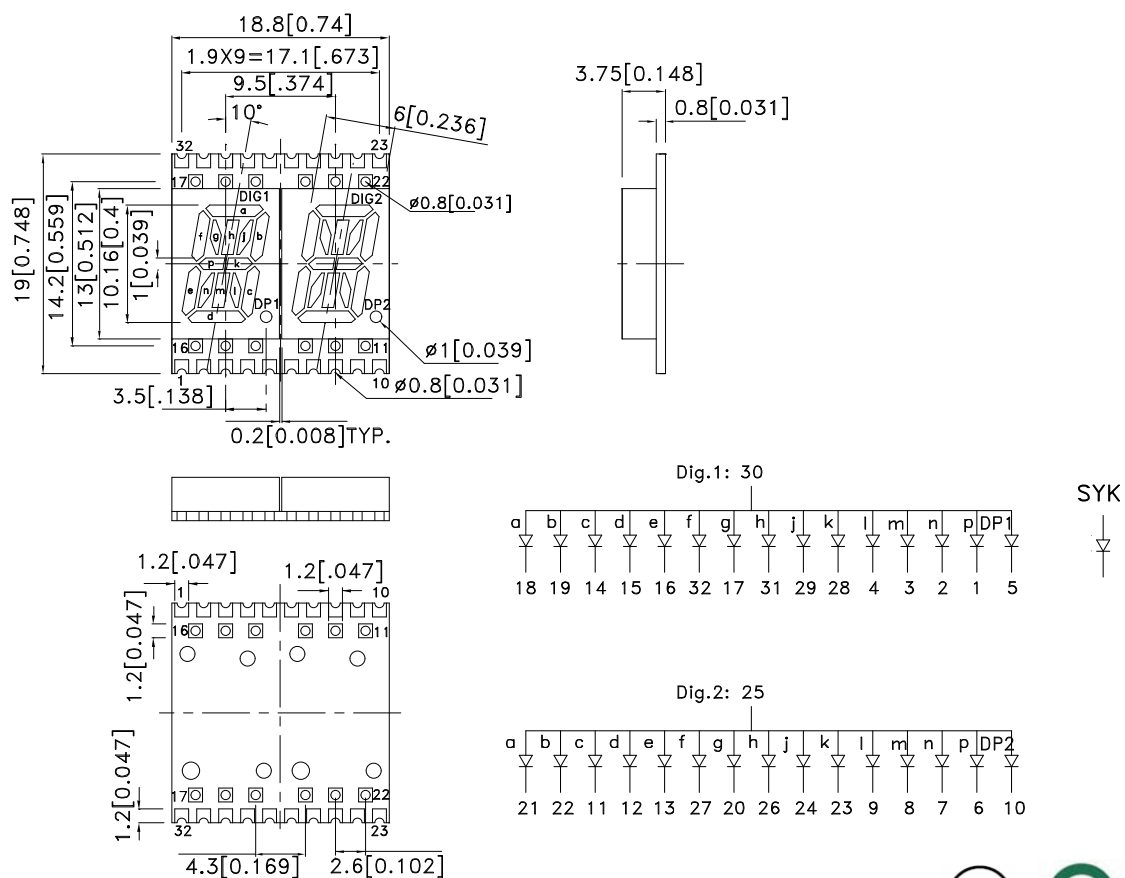 18.8[0.74]
1.9X9=17.1[.673]
9.5[.374]
10°
6[0.236]
3.75[0.148]
0.8[0.031]
32 23
17 22
DIG1 DIG2
ø0.8[0.031]
a
f g h j b
p k
e n m l c
d
DP1 DP2
19[0.748]
14.2[0.559]
13[0.512]
10.16[0.4]
1[0.039]
16 11
1 10
ø1[0.039]
ø0.8[0.031]
3.5[.138]
0.2[0.008]TYP.
Dig.1: 30
a b c d e f g h j k l m n p DP1
18 19 14 15 16 32 17 31 29 28 4 3 2 1 5
SYK
1.2[.047]
1.2[.047]
1 10
16 11
1.2[0.047]
1.2[0.047]
17 22
32 23
4.3[0.169]
2.6[0.102]
Dig.2: 25
a b c d e f g h j k l m n p DP2
21 22 11 12 13 27 20 26 24 23 9 8 7 6 10